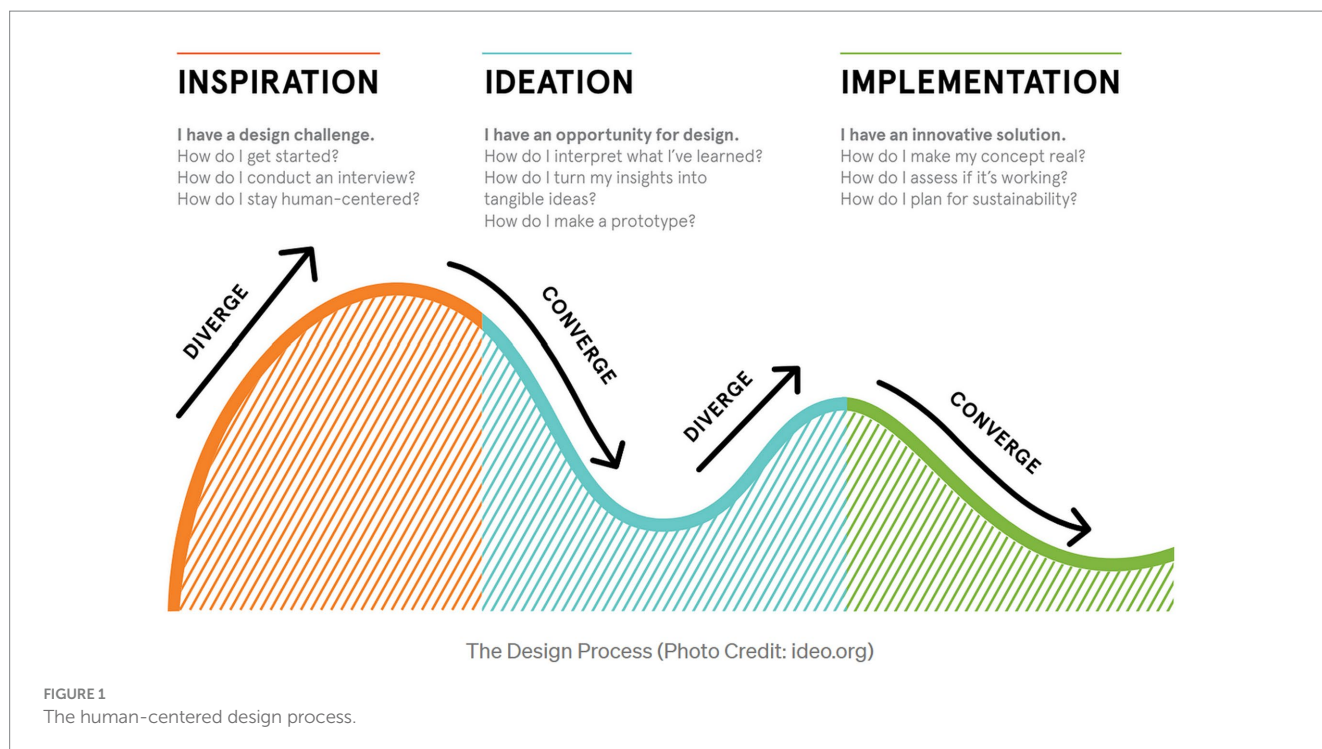 INSPIRATION
I have a design challenge.
How do I get started?
How do I conduct an interview?
How do I stay human-centered?
IDEATION
I have an opportunity for design.
How do I interpret what I've learned?
How do I turn my insights into
tangible ideas?
How do I make a prototype?
IMPLEMENTATION
I have an innovative solution.
How do I make my concept real?
How do I assess if it's working?
How do I plan for sustainability?
DIVERGE
CONVERGE
DIVERGE
CONVERGE
The Design Process (Photo Credit: ideo.org)
FIGURE 1
The human-centered design process.